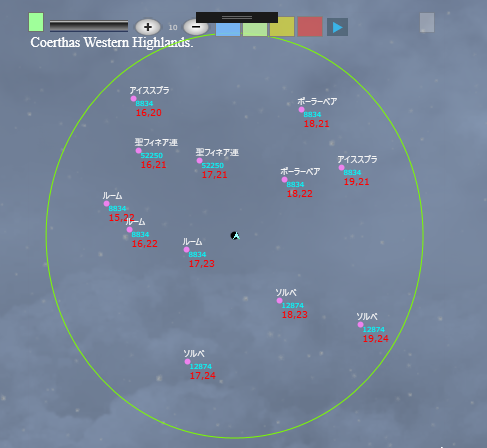 + 10 −
Coerthas Western Highlands.
アイススプラ
8834
16,20
ポーラーベア
8834
18,21
聖フィネア連
52250
16,21
聖フィネア連
52250
17,21
アイススプラ
8834
19,21
ポーラーベア
8834
18,22
ルーム
8834
15,22
ルーム
8834
16,22
ルーム
8834
17,23
ソルベ
12874
18,23
ソルベ
12874
19,24
ソルベ
12874
17,24